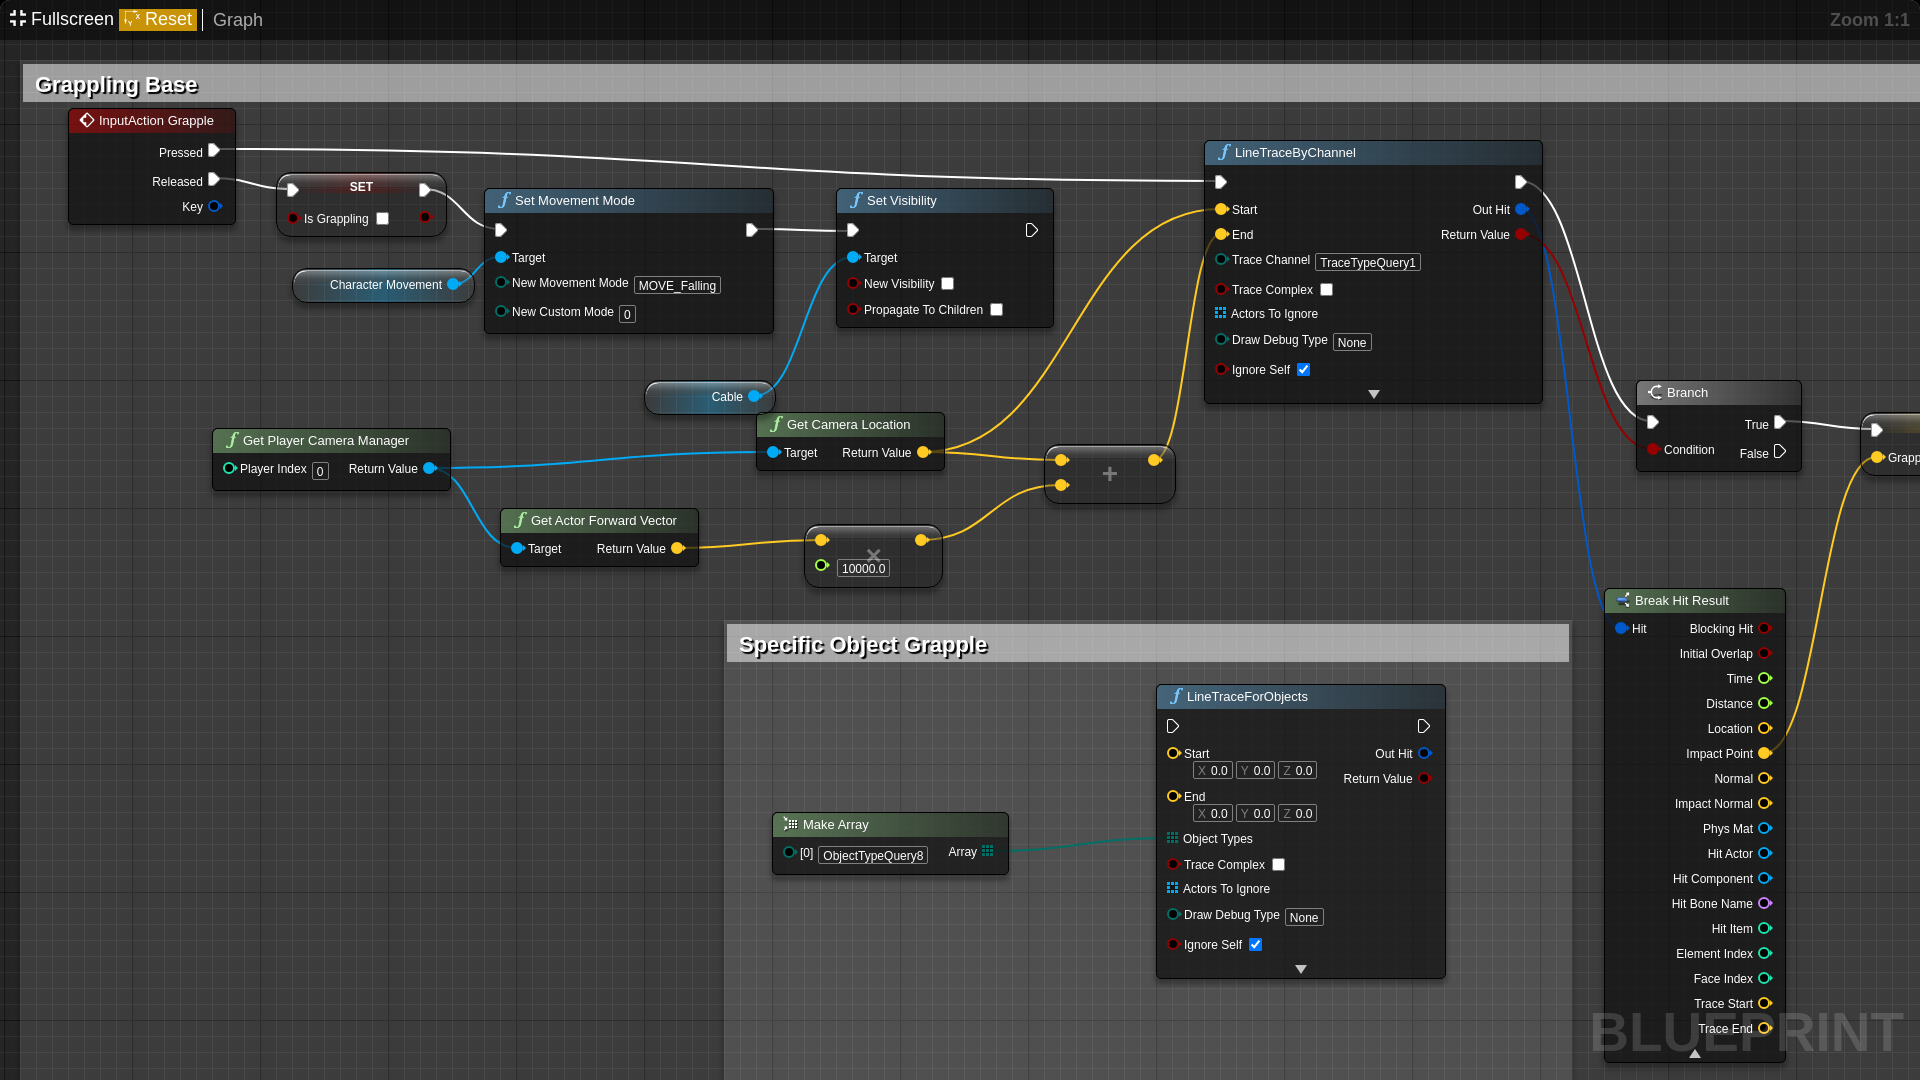 Fullscreen Reset Graph
Zoom 1:1
Grappling Base
InputAction Grapple
Pressed
Released
Key
SET
Is Grappling
Character Movement
Set Movement Mode
Target
New Movement Mode MOVE_Falling
New Custom Mode 0
Set Visibility
Target
New Visibility
Propagate To Children
Cable
LineTraceByChannel
Start Out Hit
End Return Value
Trace Channel TraceTypeQuery1
Trace Complex
Actors To Ignore
Draw Debug Type None
Ignore Self
Branch
True
Condition False
Grapp
Get Player Camera Manager
Player Index 0 Return Value
Get Camera Location
Target Return Value
+
Get Actor Forward Vector
Target Return Value
×
10000.0
Specific Object Grapple
LineTraceForObjects
Start Out Hit
X 0.0 Y 0.0 Z 0.0
Return Value
End
X 0.0 Y 0.0 Z 0.0
Object Types
Trace Complex
Actors To Ignore
Draw Debug Type None
Ignore Self
Make Array
[0] ObjectTypeQuery8 Array
Break Hit Result
Hit Blocking Hit
Initial Overlap
Time
Distance
Location
Impact Point
Normal
Impact Normal
Phys Mat
Hit Actor
Hit Component
Hit Bone Name
Hit Item
Element Index
Face Index
Trace Start
Trace End
BLUEPRINT